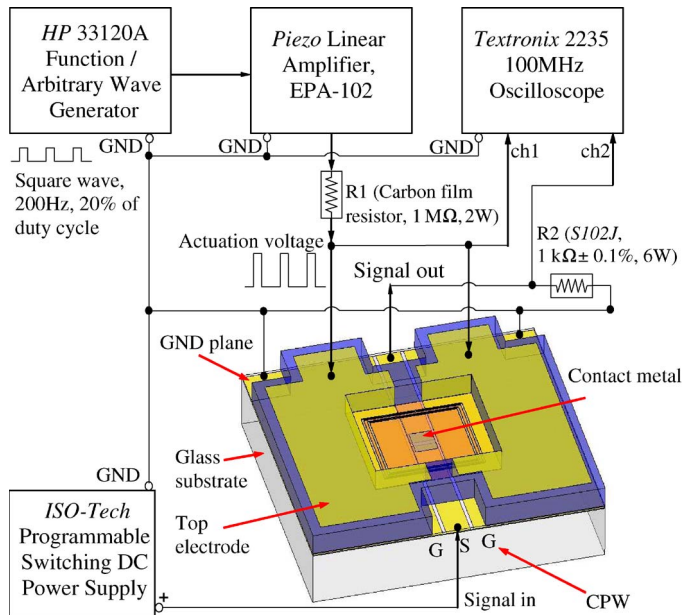 HP 33120A
Function /
Arbitrary Wave
Generator
Piezo Linear
Amplifier,
EPA-102
Textronix 2235
100MHz
Oscilloscope
GND
GND
GND
ch1
ch2
Square wave,
200Hz, 20% of
duty cycle
R1 (Carbon film
resistor, 1 MΩ, 2W)
Actuation voltage
R2 (S102J,
1 kΩ± 0.1%, 6W)
Signal out
GND plane
Contact metal
Glass
substrate
GND
Top
electrode
ISO-Tech
Programmable
Switching DC
Power Supply
+
G S G
Signal in
CPW